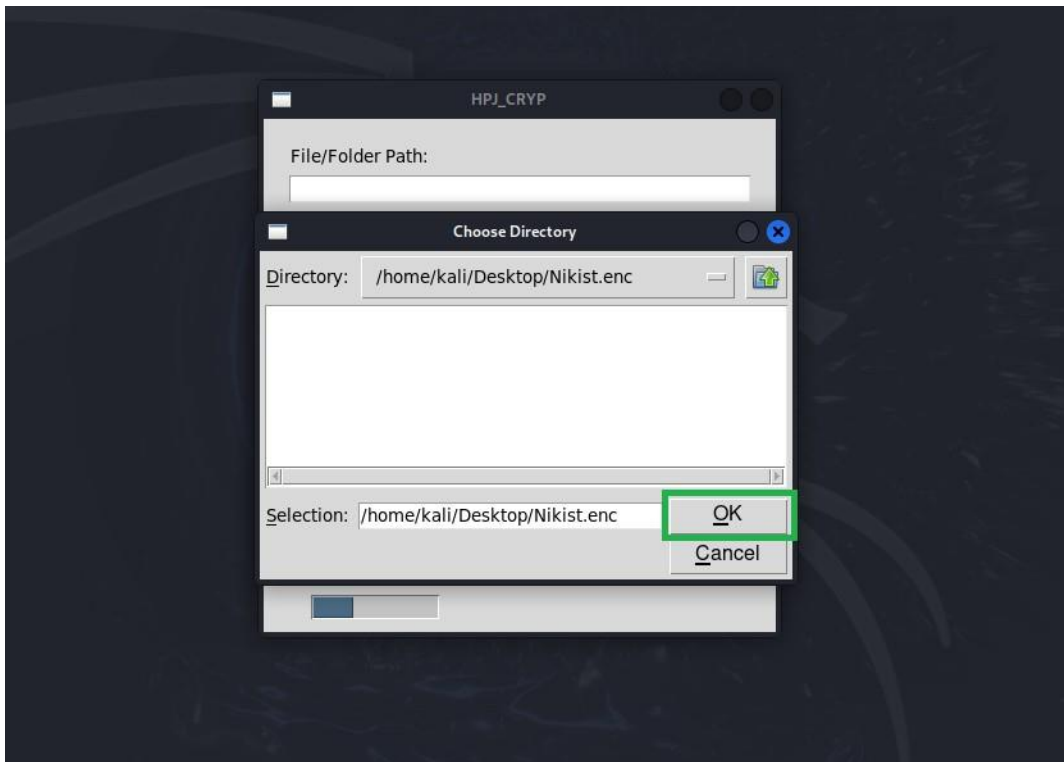 HPJ_CRYP
File/Folder Path:
Choose Directory
Directory: /home/kali/Desktop/Nikist.enc
Selection: /home/kali/Desktop/Nikist.enc OK
Cancel